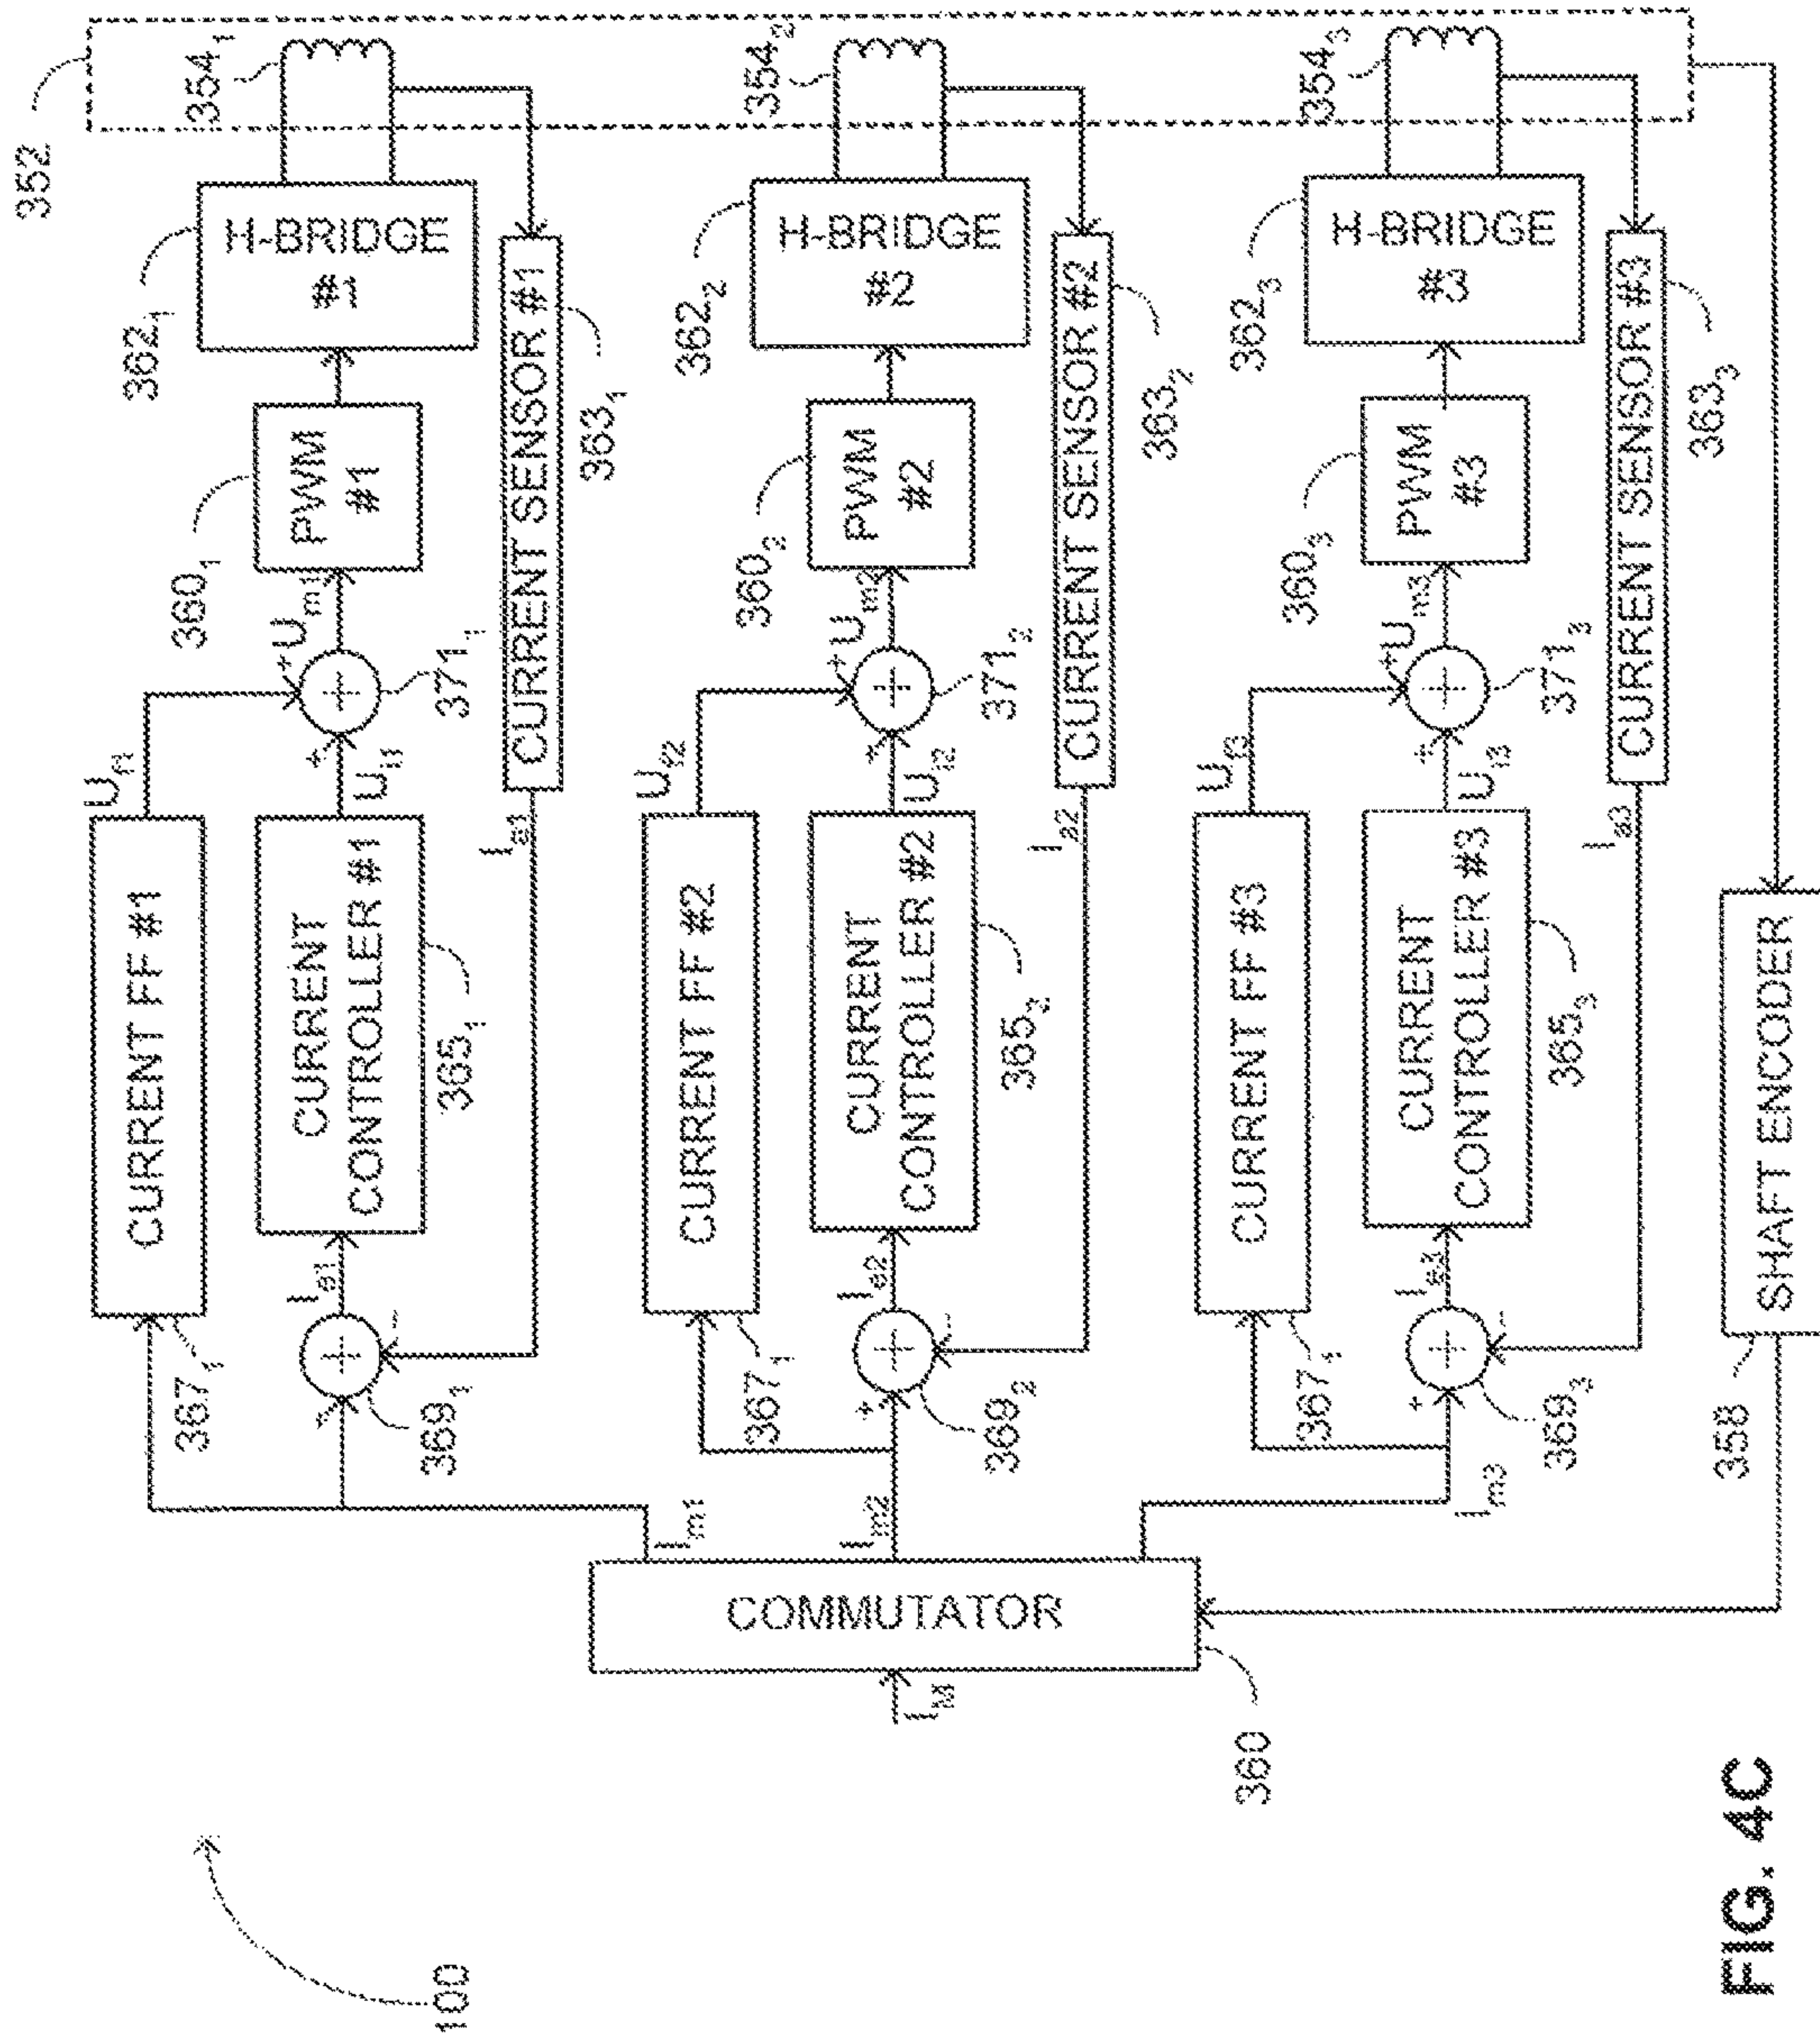 100
352
CURRENT FF #1
367₁
U_f1
CURRENT CONTROLLER #1
365₁
369₁
I_e1
U_i1
+
+
371₁
U_m1
PWM
#1
360₁
H-BRIDGE
#1
362₁
354₁
CURRENT SENSOR #1
363₁
I_a1
I_m1
CURRENT FF #2
367₁
U_f2
CURRENT
CONTROLLER #2
365₂
+
369₂
I_e2
U_i2
+
371₂
U_m2
PWM
#2
360₂
H-BRIDGE
#2
362₂
354₂
CURRENT SENSOR #2
363₂
I_a2
I_m2
COMMUTATOR
I_M
360
CURRENT FF #3
367₁
U_f3
CURRENT
CONTROLLER #3
365₃
+
369₃
I_e3
U_i3
+
+
371₃
U_m3
PWM
#3
360₃
H-BRIDGE
#3
362₃
354₃
CURRENT SENSOR #3
363₃
I_a3
I_m3
SHAFT ENCODER
358
FIG. 4C